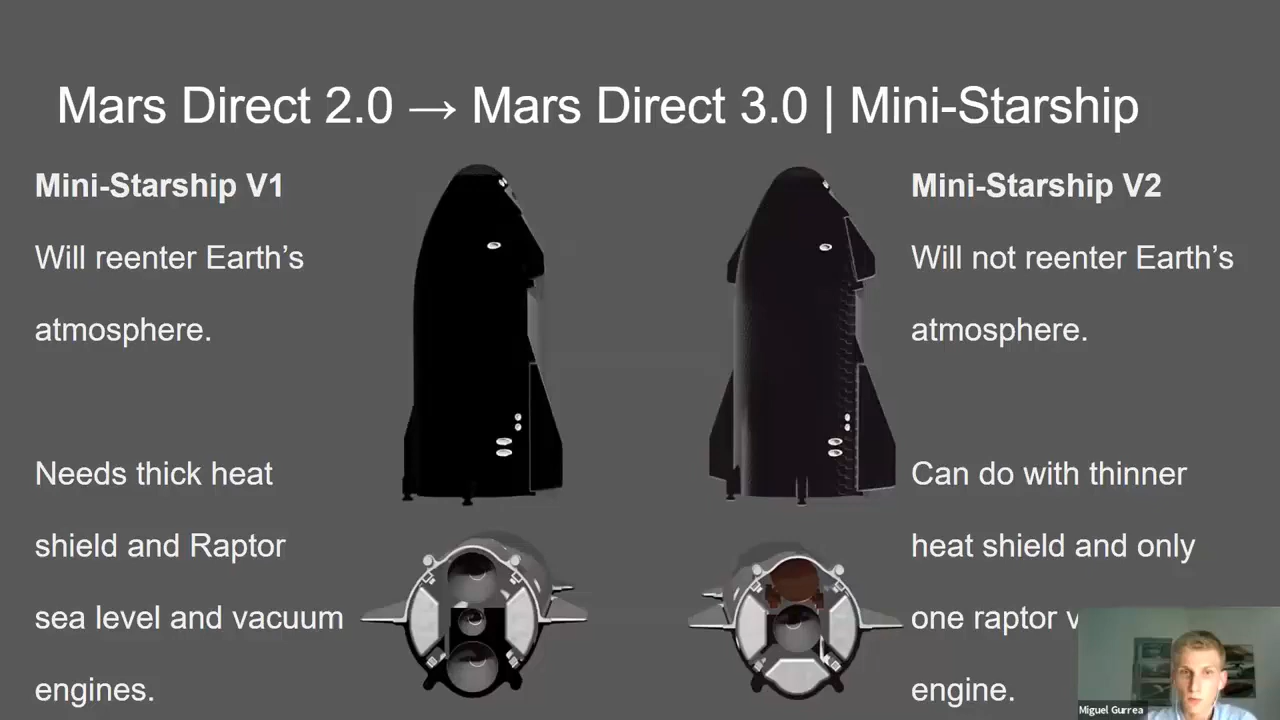 Mars Direct 2.0 → Mars Direct 3.0 | Mini-Starship
Mini-Starship V1
Will reenter Earth's
atmosphere.
Needs thick heat
shield and Raptor
sea level and vacuum
engines.
Mini-Starship V2
Will not reenter Earth's
atmosphere.
Can do with thinner
heat shield and only
one raptor
engine.
Miguel Gurrea